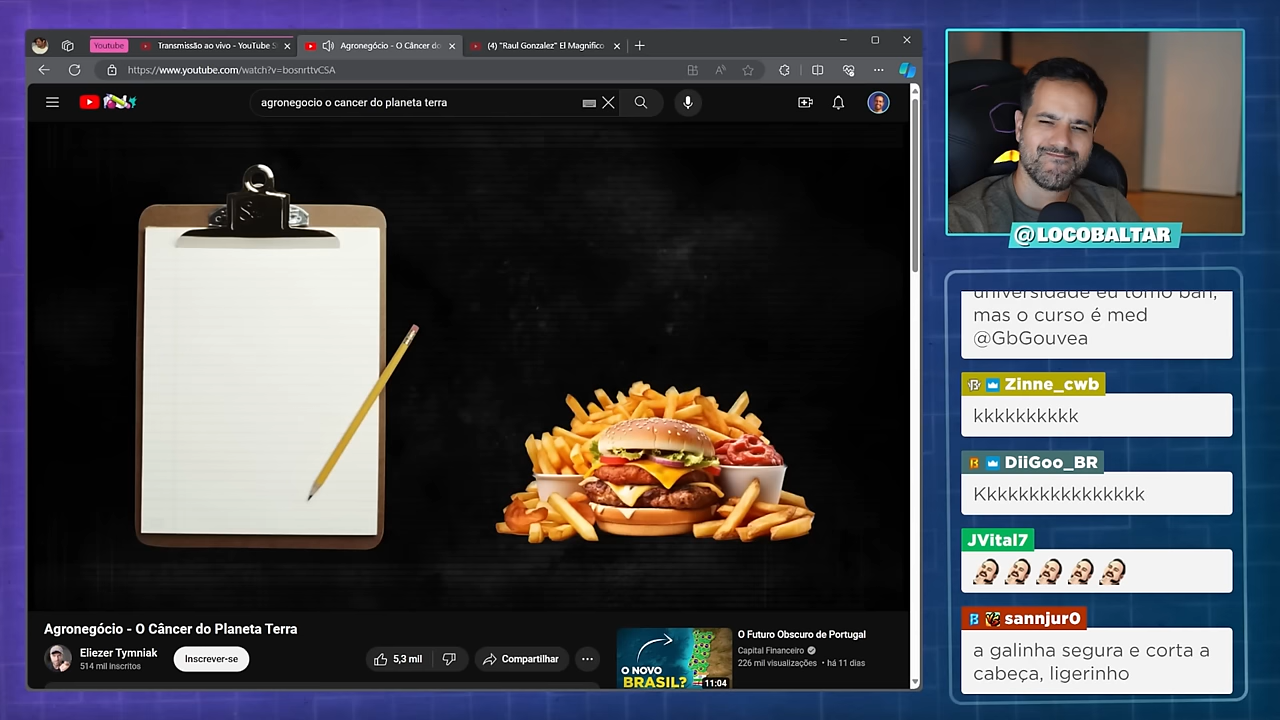 Youtube
Transmissão ao vivo - YouTube S
Agronegócio - O Câncer do
(4) "Raul Gonzalez" El Magnífico
https://www.youtube.com/watch?v=bosnrttvCSA
agronegocio o cancer do planeta terra
@LOCOBALTAR
universidade eu tomo ban,
mas o curso é med
@GbGouvea
Zinne_cwb
kkkkkkkkkk
DiiGoo_BR
Kkkkkkkkkkkkkkkk
JVital7
sannjur0
a galinha segura e corta a
cabeça, ligerinho
Agronegócio - O Câncer do Planeta Terra
Eliezer Tymniak
514 mil inscritos
Inscrever-se
5,3 mil
Compartilhar
O NOVO
BRASIL?
11:04
O Futuro Obscuro de Portugal
Capital Financeiro
226 mil visualizações • há 11 dias